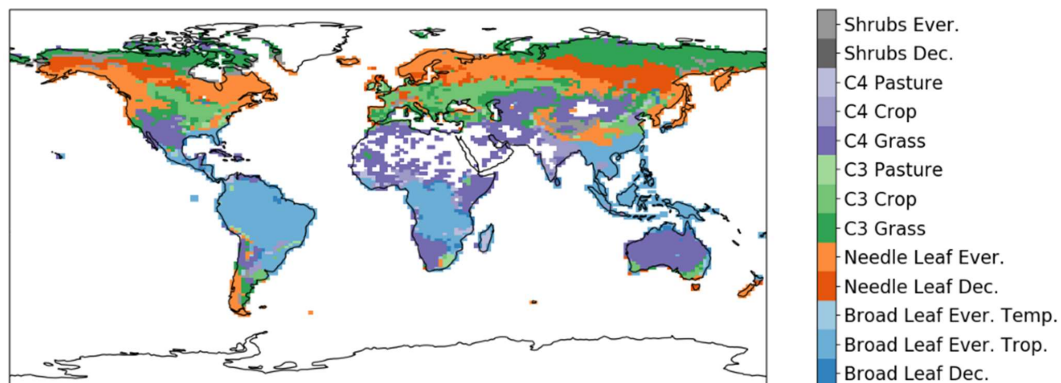 Shrubs Ever.
Shrubs Dec.
C4 Pasture
C4 Crop
C4 Grass
C3 Pasture
C3 Crop
C3 Grass
Needle Leaf Ever.
Needle Leaf Dec.
Broad Leaf Ever. Temp.
Broad Leaf Ever. Trop.
Broad Leaf Dec.